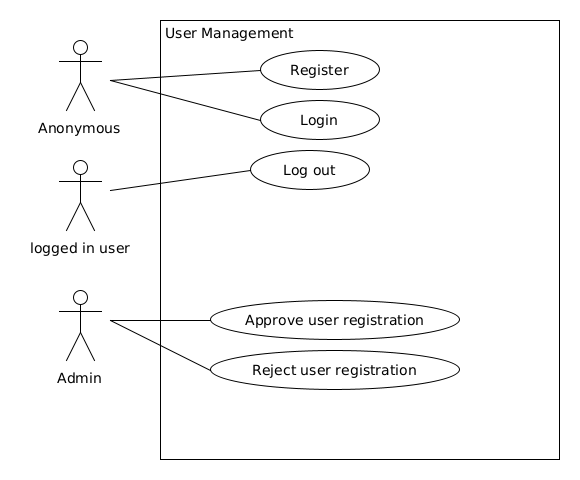 User Management
Register
Login
Anonymous
Log out
logged in user
Approve user registration
Reject user registration
Admin